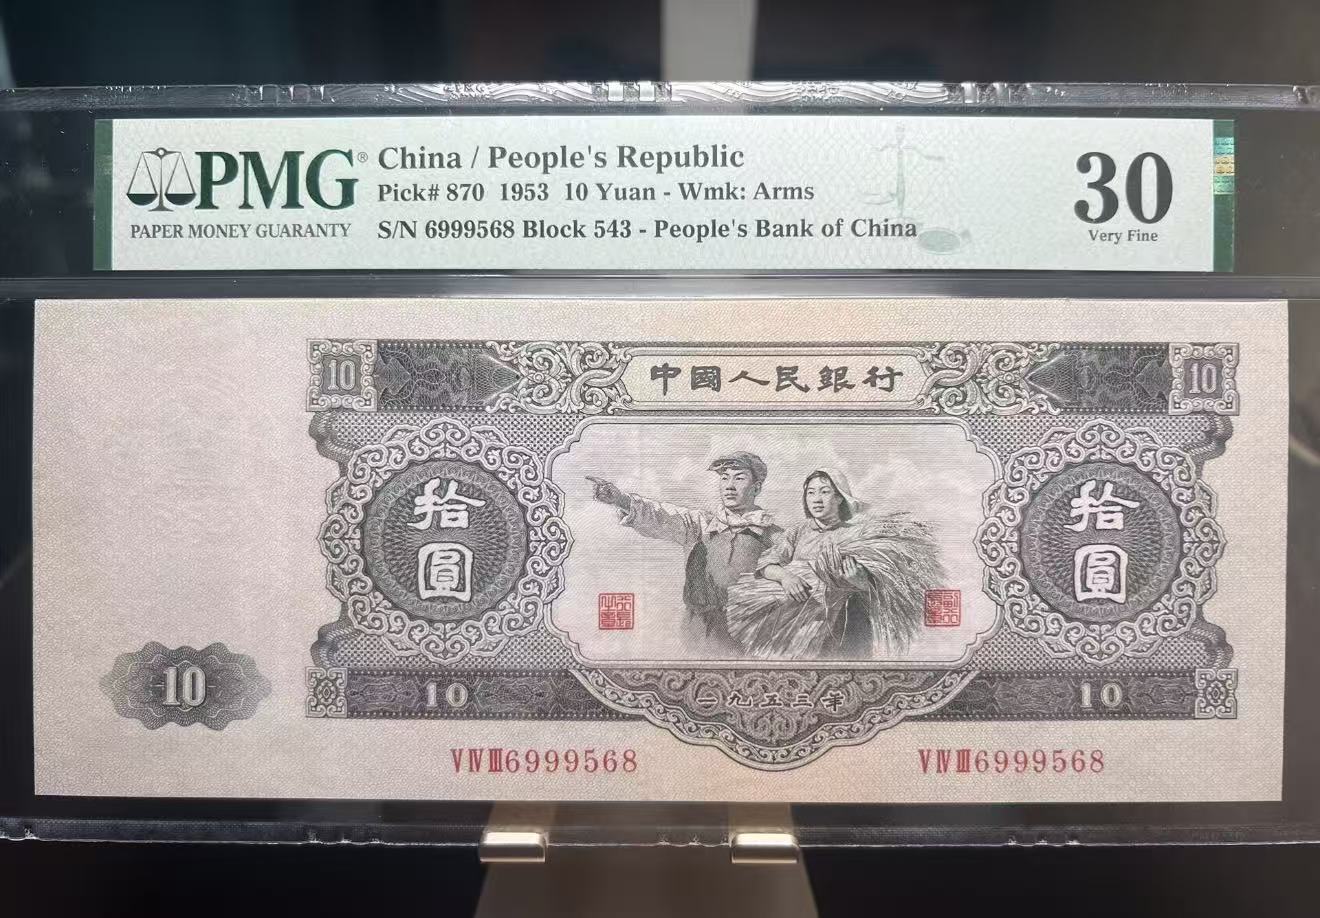 PMG®
PAPER MONEY GUARANTY
China / People's Republic
Pick# 870 1953 10 Yuan - Wmk: Arms
S/N 6999568 Block 543 - People's Bank of China
30
Very Fine
10
中國人民銀行
10
拾圓
拾圓
10
10
一九五三年
10
ⅤⅣⅢ6999568
ⅤⅣⅢ6999568